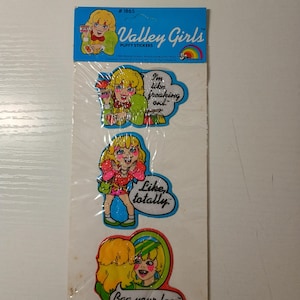 Valley Girls
PUFFY STICKERS
"I'm
like,
freaking
out."
"Like,
totally."